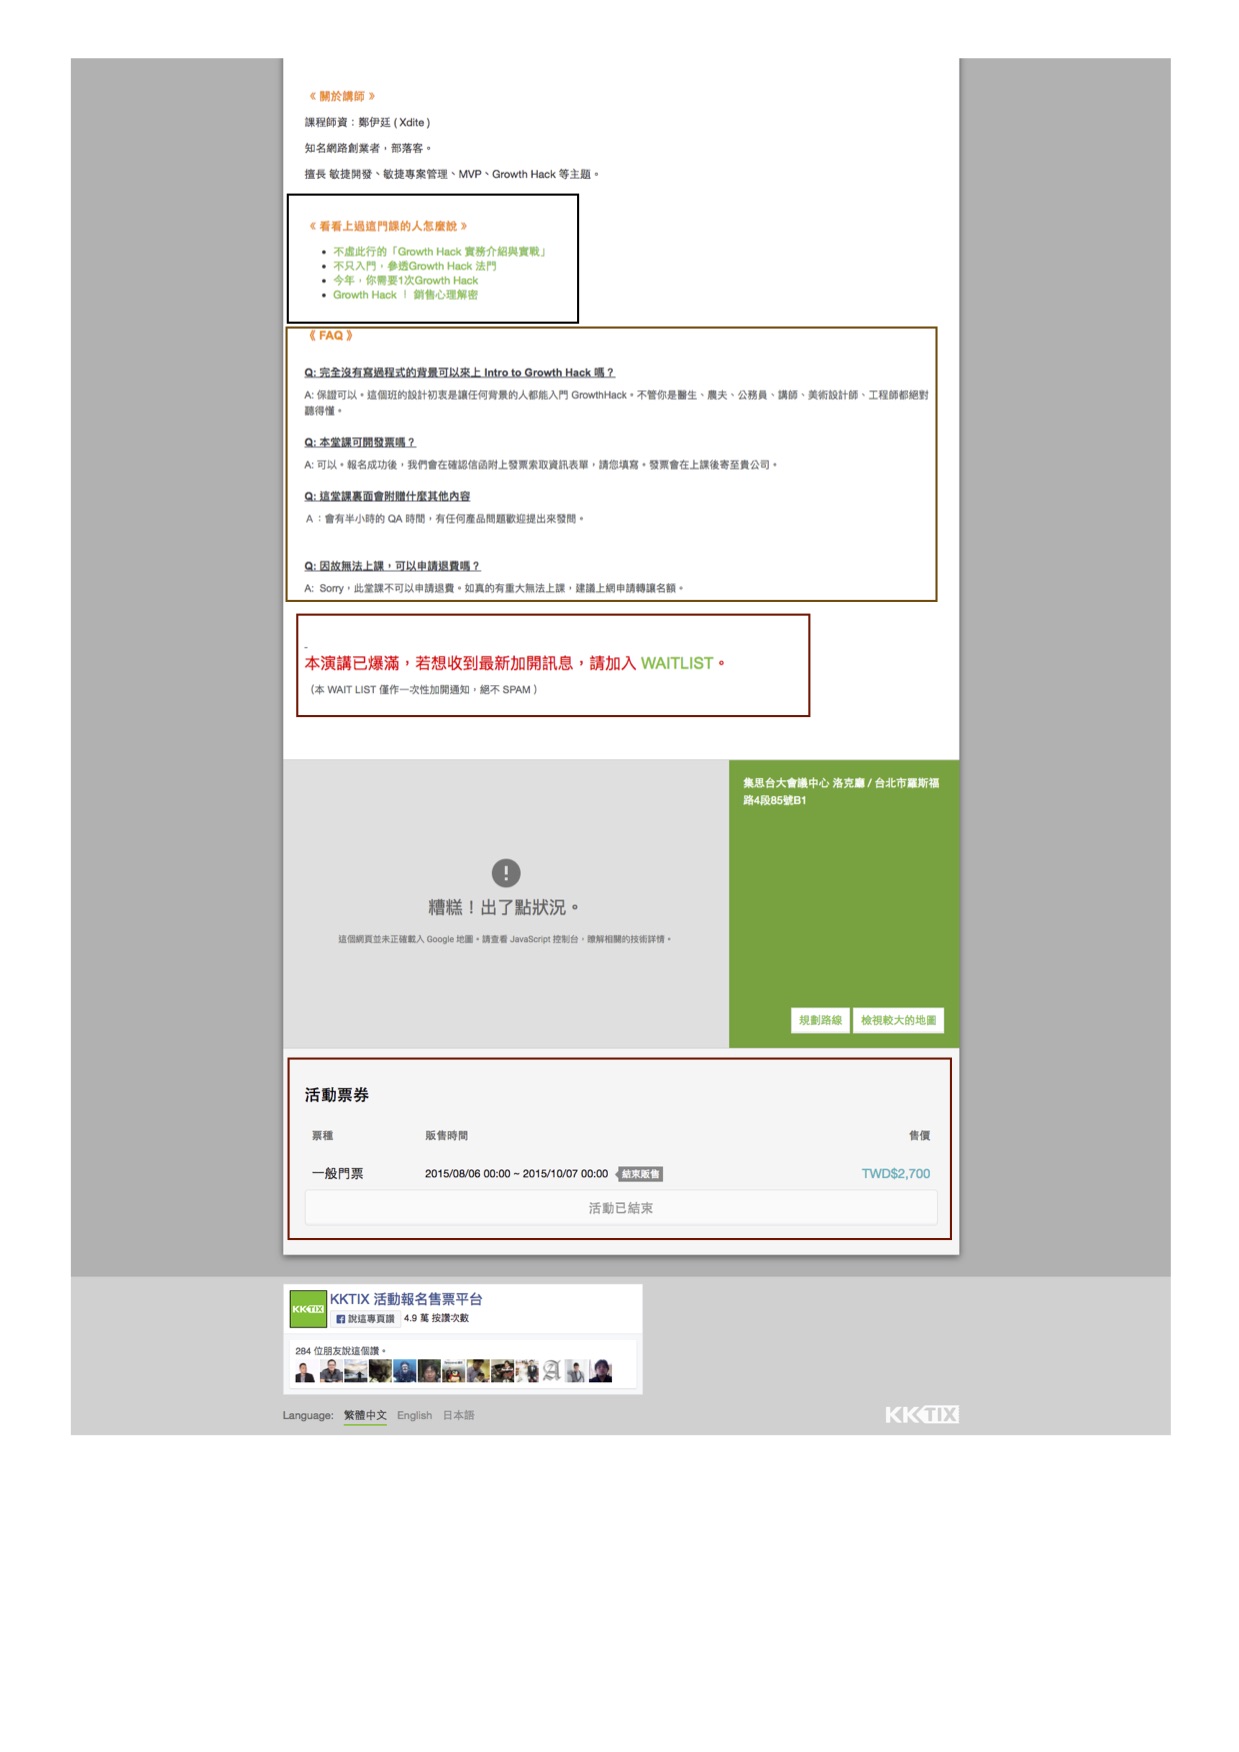 《 關於講師 》
課程師資：鄭伊廷 ( Xdite )
知名網路創業者，部落客。
擅長 敏捷開發、敏捷專案管理、MVP、Growth Hack 等主題。
《 看看上過這門課的人怎麼說 》
不虛此行的「Growth Hack 實務介紹與實戰」
不只入門，參透Growth Hack 法門
今年，你需要1次Growth Hack
Growth Hack ｜ 銷售心理解密
《 FAQ 》
Q: 完全沒有寫過程式的背景可以來上 Intro to Growth Hack 嗎？
A: 保證可以。這個班的設計初衷是讓任何背景的人都能入門 GrowthHack。不管你是醫生、農夫、公務員、講師、美術設計師、工程師都絕對
聽得懂。
Q: 本堂課可開發票嗎？
A: 可以。報名成功後，我們會在確認信函附上發票索取資訊表單，請您填寫。發票會在上課後寄至貴公司。
Q: 這堂課裏面會附贈什麼其他內容
A ：會有半小時的 QA 時間，有任何產品問題歡迎提出來發問。
Q: 因故無法上課，可以申請退費嗎？
A: Sorry，此堂課不可以申請退費。如真的有重大無法上課，建議上網申請轉讓名額。
本演講已爆滿，若想收到最新加開訊息，請加入 WAITLIST。
（本 WAIT LIST 僅作一次性加開通知，絕不 SPAM ）
集思台大會議中心 洛克廳 / 台北市羅斯福
路4段85號B1
糟糕！出了點狀況。
這個網頁並未正確載入 Google 地圖。請查看 JavaScript 控制台，瞭解相關的技術詳情。
規劃路線 檢視較大的地圖
活動票券
票種 販售時間 售價
一般門票 2015/08/06 00:00 ~ 2015/10/07 00:00 結束販售 TWD$2,700
活動已結束
KKTIX
KKTIX 活動報名售票平台
說這專頁讚 4.9 萬 按讚次數
284 位朋友說這個讚。
Language: 繁體中文 English 日本語
KKTIX